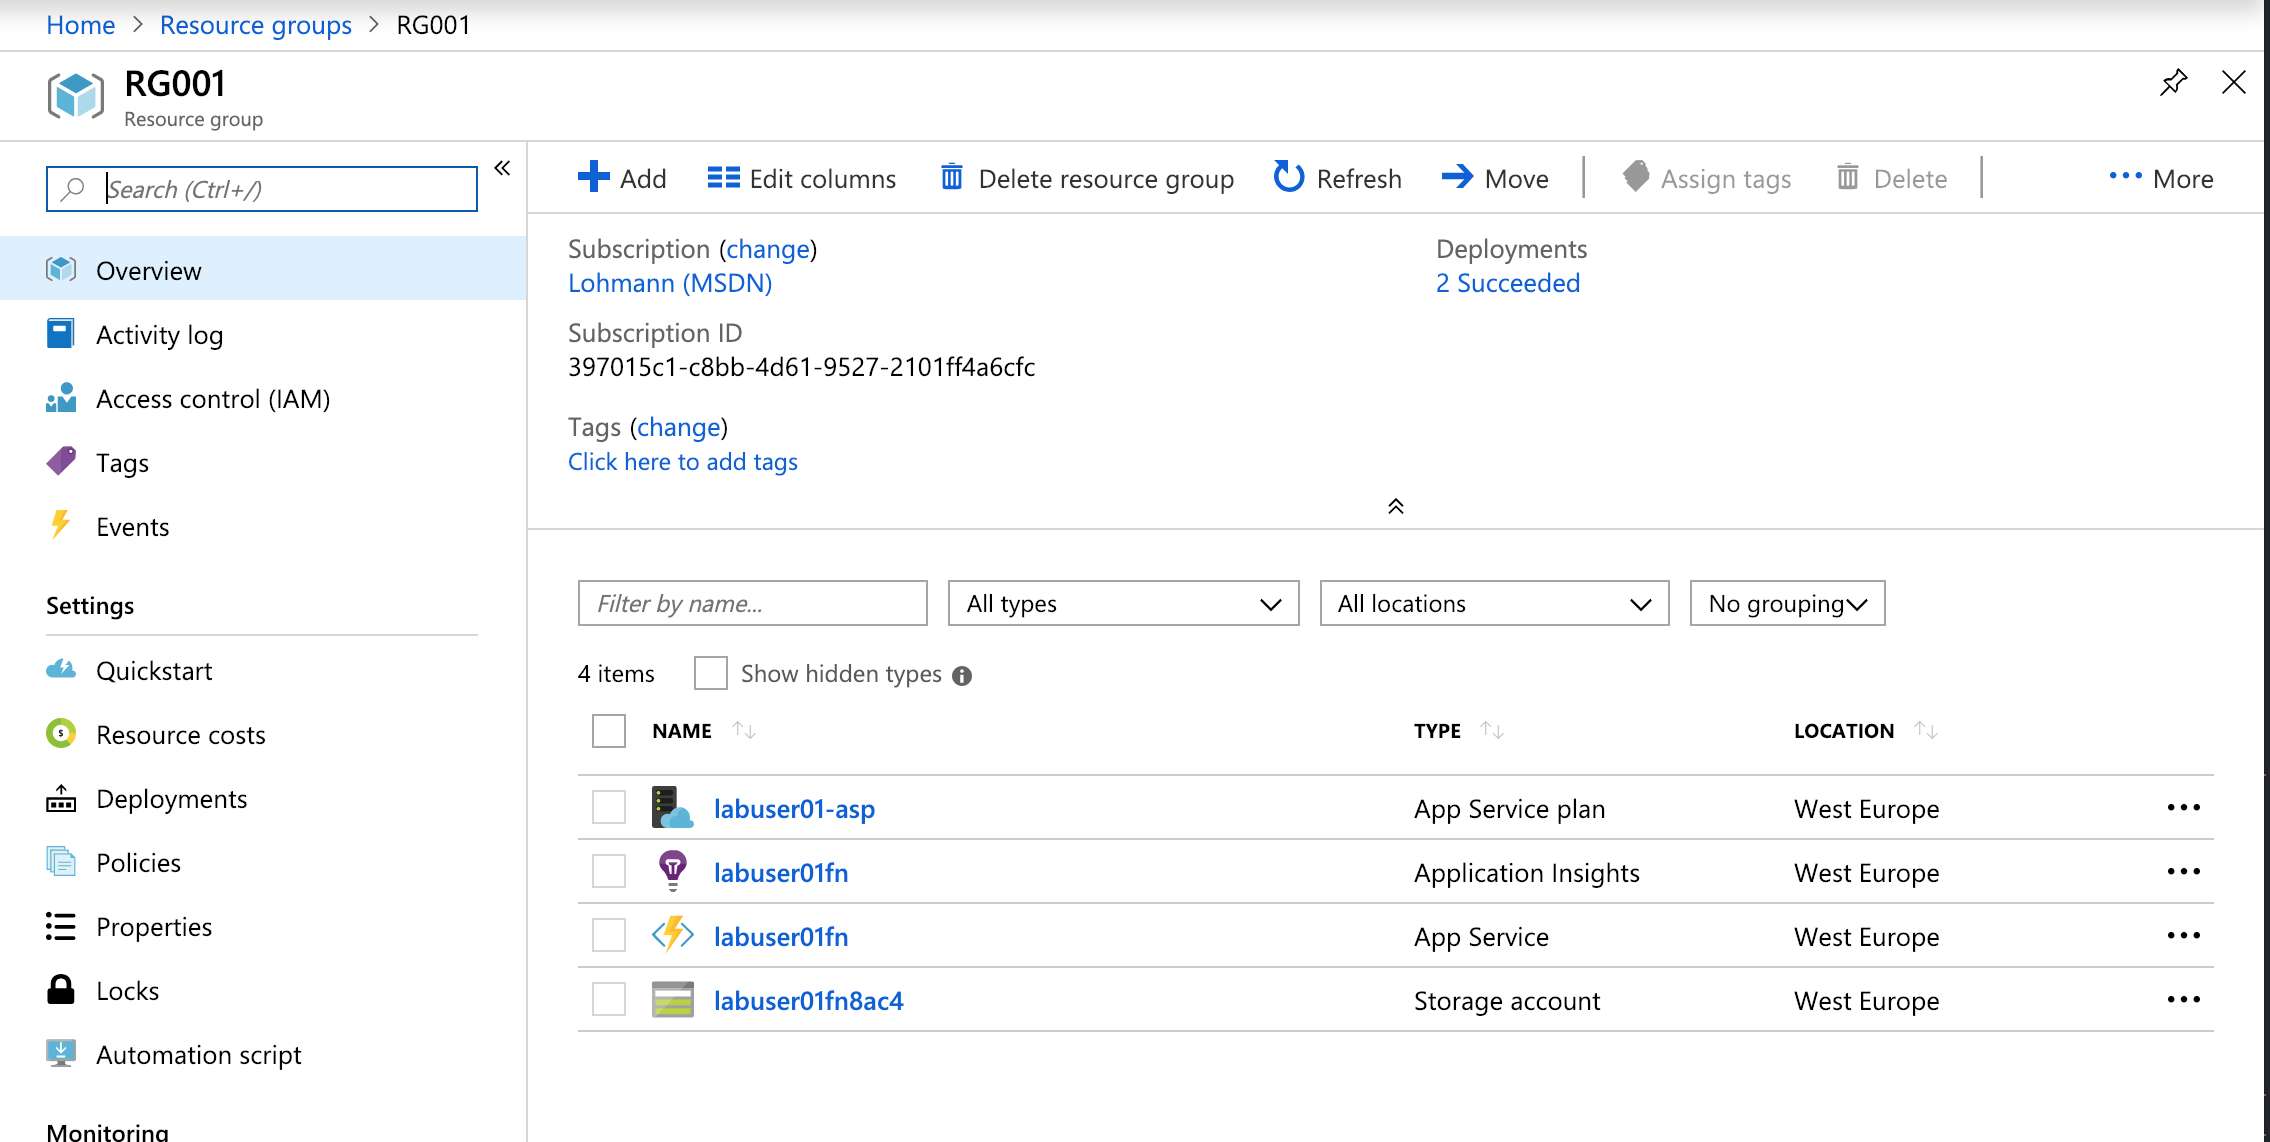 Home > Resource groups > RG001
RG001
Resource group
Search (Ctrl+/)
Overview
Activity log
Access control (IAM)
Tags
Events
Settings
Quickstart
Resource costs
Deployments
Policies
Properties
Locks
Automation script
Monitoring
Add Edit columns Delete resource group Refresh Move Assign tags Delete More
Subscription (change)
Lohmann (MSDN)
Deployments
2 Succeeded
Subscription ID
397015c1-c8bb-4d61-9527-2101ff4a6cfc
Tags (change)
Click here to add tags
Filter by name... All types All locations No grouping
4 items Show hidden types
NAME TYPE LOCATION
labuser01-asp App Service plan West Europe
labuser01fn Application Insights West Europe
labuser01fn App Service West Europe
labuser01fn8ac4 Storage account West Europe